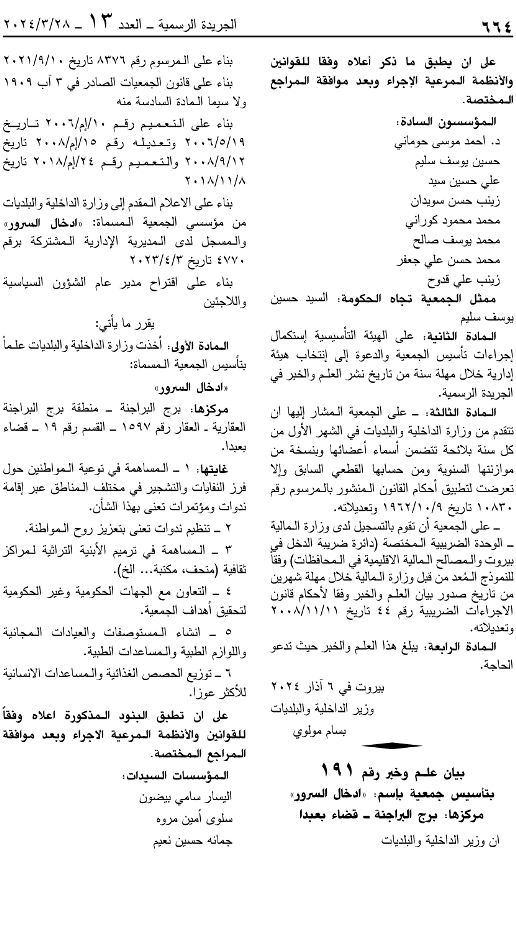 ٦٦٤
الجريدة الرسمية ـ العدد ١٣ ـ ٢٠٢٤/٣/٢٨
على ان يطبق ما ذكر أعلاه وفقا للقوانين
والأنظمة المرعية الإجراء وبعد موافقة المراجع
المختصة.
المؤسسون السادة:
د. احمد موسى حوماني
حسين يوسف سليم
علي حسين سيد
زينب حسن سويدان
محمد محمود كوراني
محمد يوسف صالح
محمد حسن علي جعفر
زينب علي قدوح
ممثل الجمعية تجاه الحكومة: السيد حسين
يوسف سليم
المادة الثانية: على الهيئة التأسيسية إستكمال
إجراءات تأسيس الجمعية والدعوة إلى إنتخاب هيئة
إدارية خلال مهلة سنة من تاريخ نشر العلم والخبر في
الجريدة الرسمية.
المادة الثالثة: ـ على الجمعية المشار إليها ان
تتقدم من وزارة الداخلية والبلديات في الشهر الأول من
كل سنة بلائحة تتضمن أسماء أعضائها وبنسخة من
موازنتها السنوية ومن حسابها القطعي السابق وإلا
تعرضت لتطبيق أحكام القانون المنشور بالمرسوم رقم
١٠٨٣٠ تاريخ ١٩٦٢/١٠/٩ وتعديلاته.
ـ على الجمعية أن تقوم بالتسجيل لدى وزارة المالية
ـ الوحدة الضريبية المختصة (دائرة ضريبة الدخل في
بيروت والمصالح المالية الاقليمية في المحافظات) وفقاً
للنموذج المُعد من قبل وزارة المالية خلال مهلة شهرين
من تاريخ صدور بيان العلم والخبر وفقا لأحكام قانون
الاجراءات الضريبية رقم ٤٤ تاريخ ٢٠٠٨/١١/١١
وتعديلاته.
المادة الرابعة: يبلغ هذا العلم والخبر حيث تدعو
الحاجة.
بيروت في ٦ آذار ٢٠٢٤
وزير الداخلية والبلديات
بسام مولوي
بيان علم وخبر رقم ١٩١
بتأسيس جمعية بإسم: «ادخال السرور»
مركزها: برج البراجنة ـ قضاء بعبدا
ان وزير الداخلية والبلديات
بناء على المرسوم رقم ٨٣٧٦ تاريخ ٢٠٢١/٩/١٠
بناء على قانون الجمعيات الصادر في ٣ آب ١٩٠٩
ولا سيما المادة السادسة منه
بناء على التعميم رقم ١٠/إم/٢٠٠٦ تاريخ
٢٠٠٦/٥/١٩ وتعديله رقم ١٥/إم/٢٠٠٨ تاريخ
٢٠٠٨/٩/١٢ والتعميم رقم ٢٤/إم/٢٠١٨ تاريخ
٢٠١٨/١١/٨
بناء على الاعلام المقدم إلى وزارة الداخلية والبلديات
من مؤسسي الجمعية المسماة: «ادخال السرور»
والمسجل لدى المديرية الإدارية المشتركة برقم
٤٧٧٠ تاريخ ٢٠٢٣/٤/٣
بناء على اقتراح مدير عام الشؤون السياسية
واللاجئين
يقرر ما يأتي:
المادة الأولى: أخذت وزارة الداخلية والبلديات علماً
بتأسيس الجمعية المسماة:
«ادخال السرور»
مركزها: برج البراجنة ـ منطقة برج البراجنة
العقارية ـ العقار رقم ١٥٩٧ ـ القسم رقم ١٩ ـ قضاء
بعبدا.
غايتها: ١ ـ المساهمة في توعية المواطنين حول
فرز النفايات والتشجير في مختلف المناطق عبر إقامة
ندوات ومؤتمرات تعنى بهذا الشأن.
٢ ـ تنظيم ندوات تعنى بتعزيز روح المواطنة.
٣ ـ المساهمة في ترميم الأبنية التراثية لمراكز
ثقافية (متحف، مكتبة... الخ).
٤ ـ التعاون مع الجهات الحكومية وغير الحكومية
لتحقيق أهداف الجمعية.
٥ ـ انشاء المستوصفات والعيادات المجانية
واللوازم الطبية والمساعدات الطبية.
٦ ـ توزيع الحصص الغذائية والمساعدات الانسانية
للأكثر عوزا.
على ان تطبق البنود المذكورة اعلاه وفقاً
للقوانين والأنظمة المرعية الاجراء وبعد موافقة
المراجع المختصة.
المؤسسات السيدات:
اليسار سامي بيضون
سلوى أمين مروه
جمانه حسين نعيم